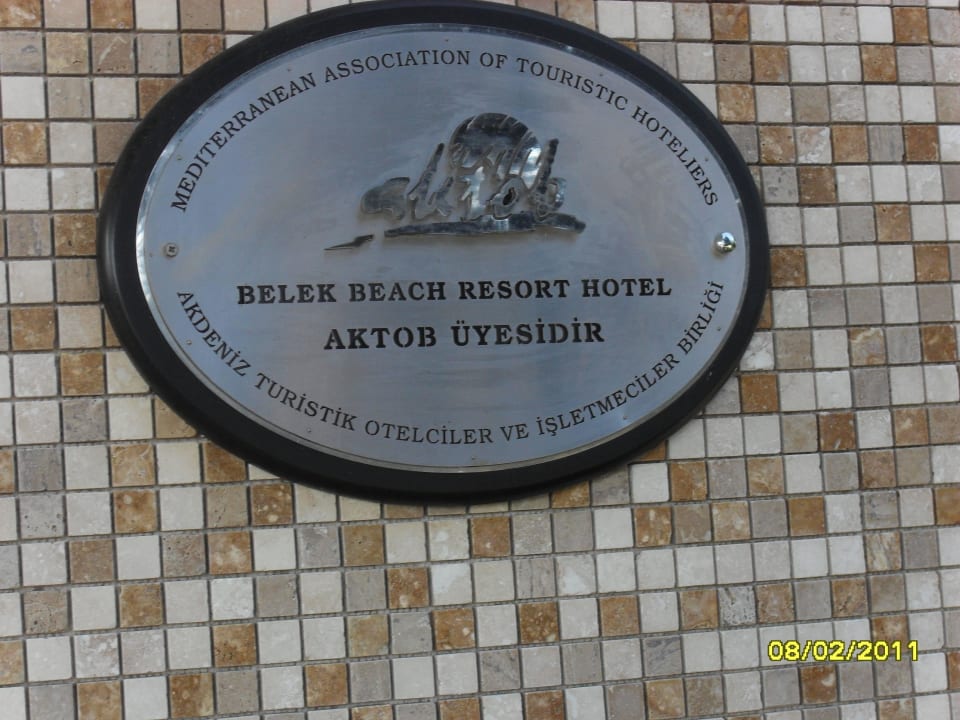 MEDITERRANEAN ASSOCIATION OF TOURISTIC HOTELIERS
aktob
BELEK BEACH RESORT HOTEL
AKTOB ÜYESİDİR
AKDENİZ TURİSTİK OTELCİLER VE İŞLETMECİLER BİRLİĞİ
08/02/2011